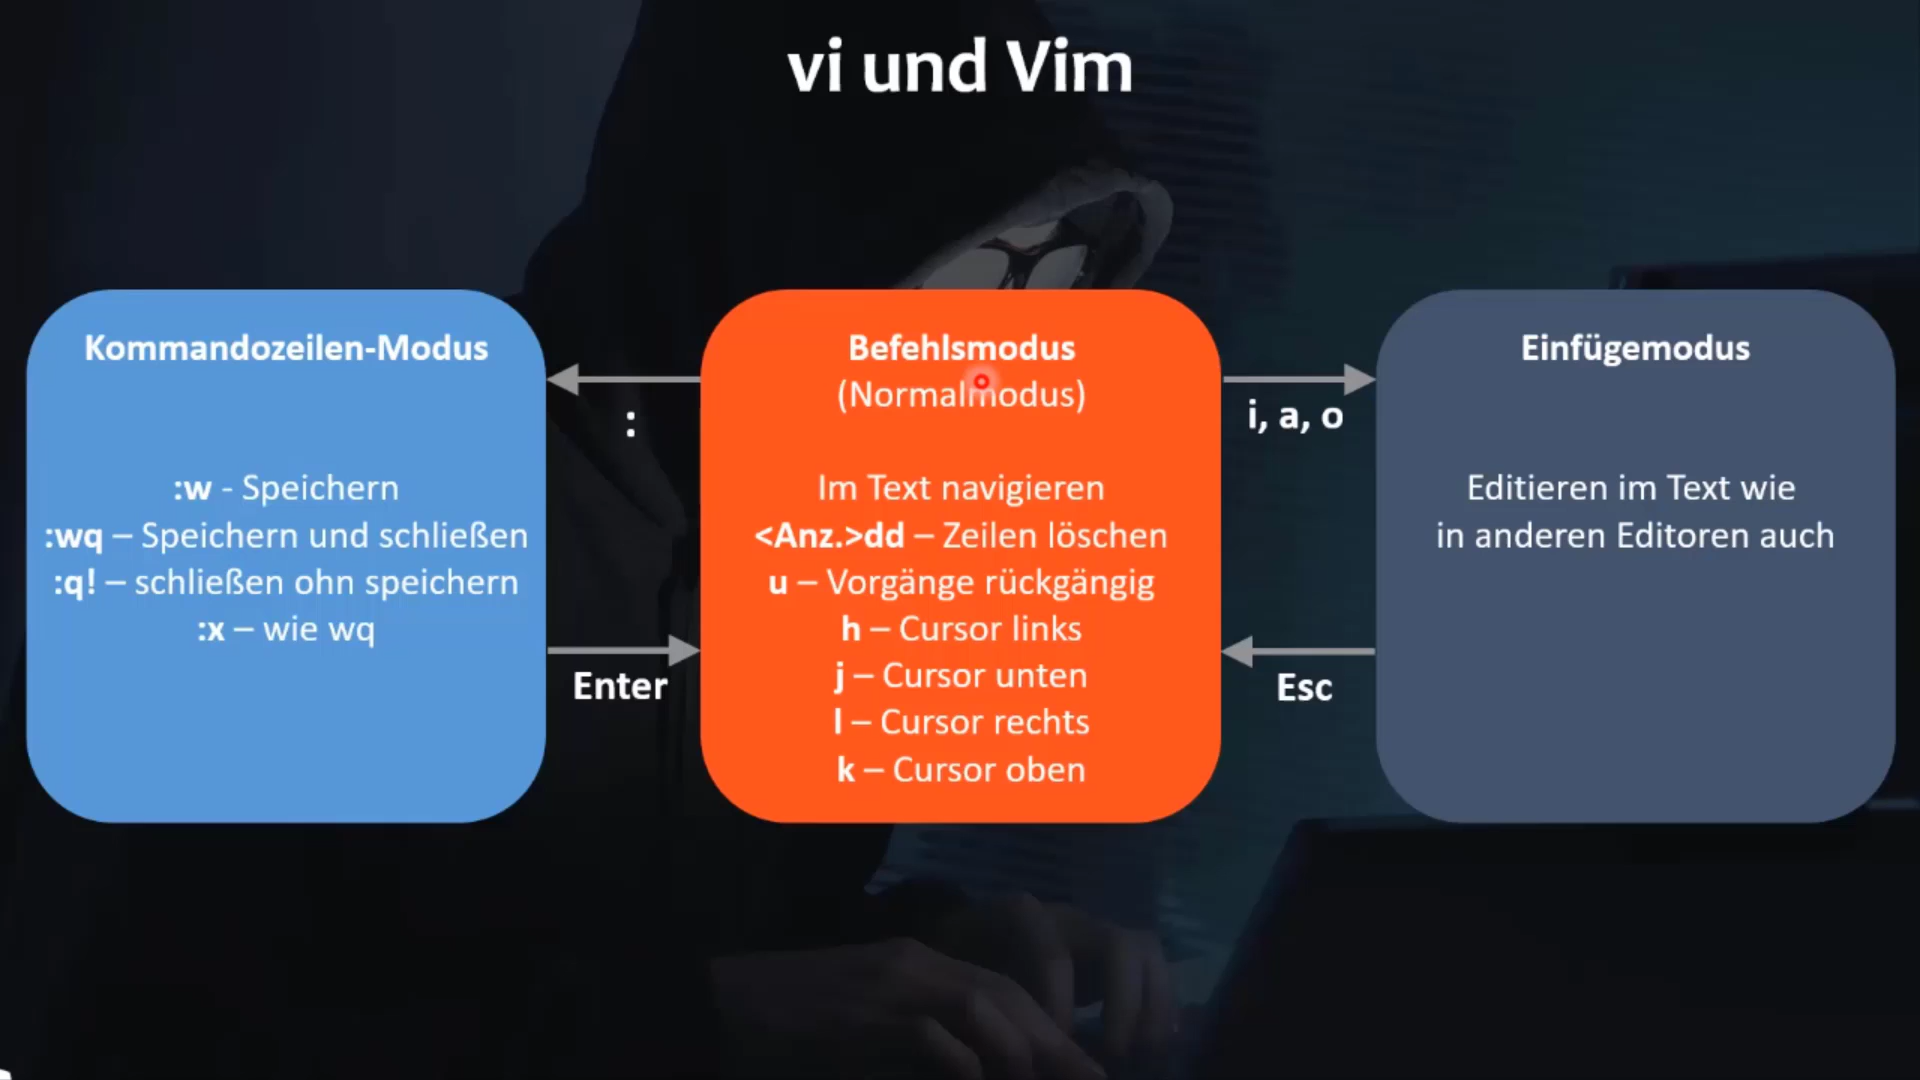 vi und Vim
Kommandozeilen-Modus
:w - Speichern
:wq – Speichern und schließen
:q! – schließen ohn speichern
:x – wie wq
:
Enter
Befehlsmodus
(Normalmodus)
Im Text navigieren
<Anz.>dd – Zeilen löschen
u – Vorgänge rückgängig
h – Cursor links
j – Cursor unten
l – Cursor rechts
k – Cursor oben
i, a, o
Esc
Einfügemodus
Editieren im Text wie
in anderen Editoren auch